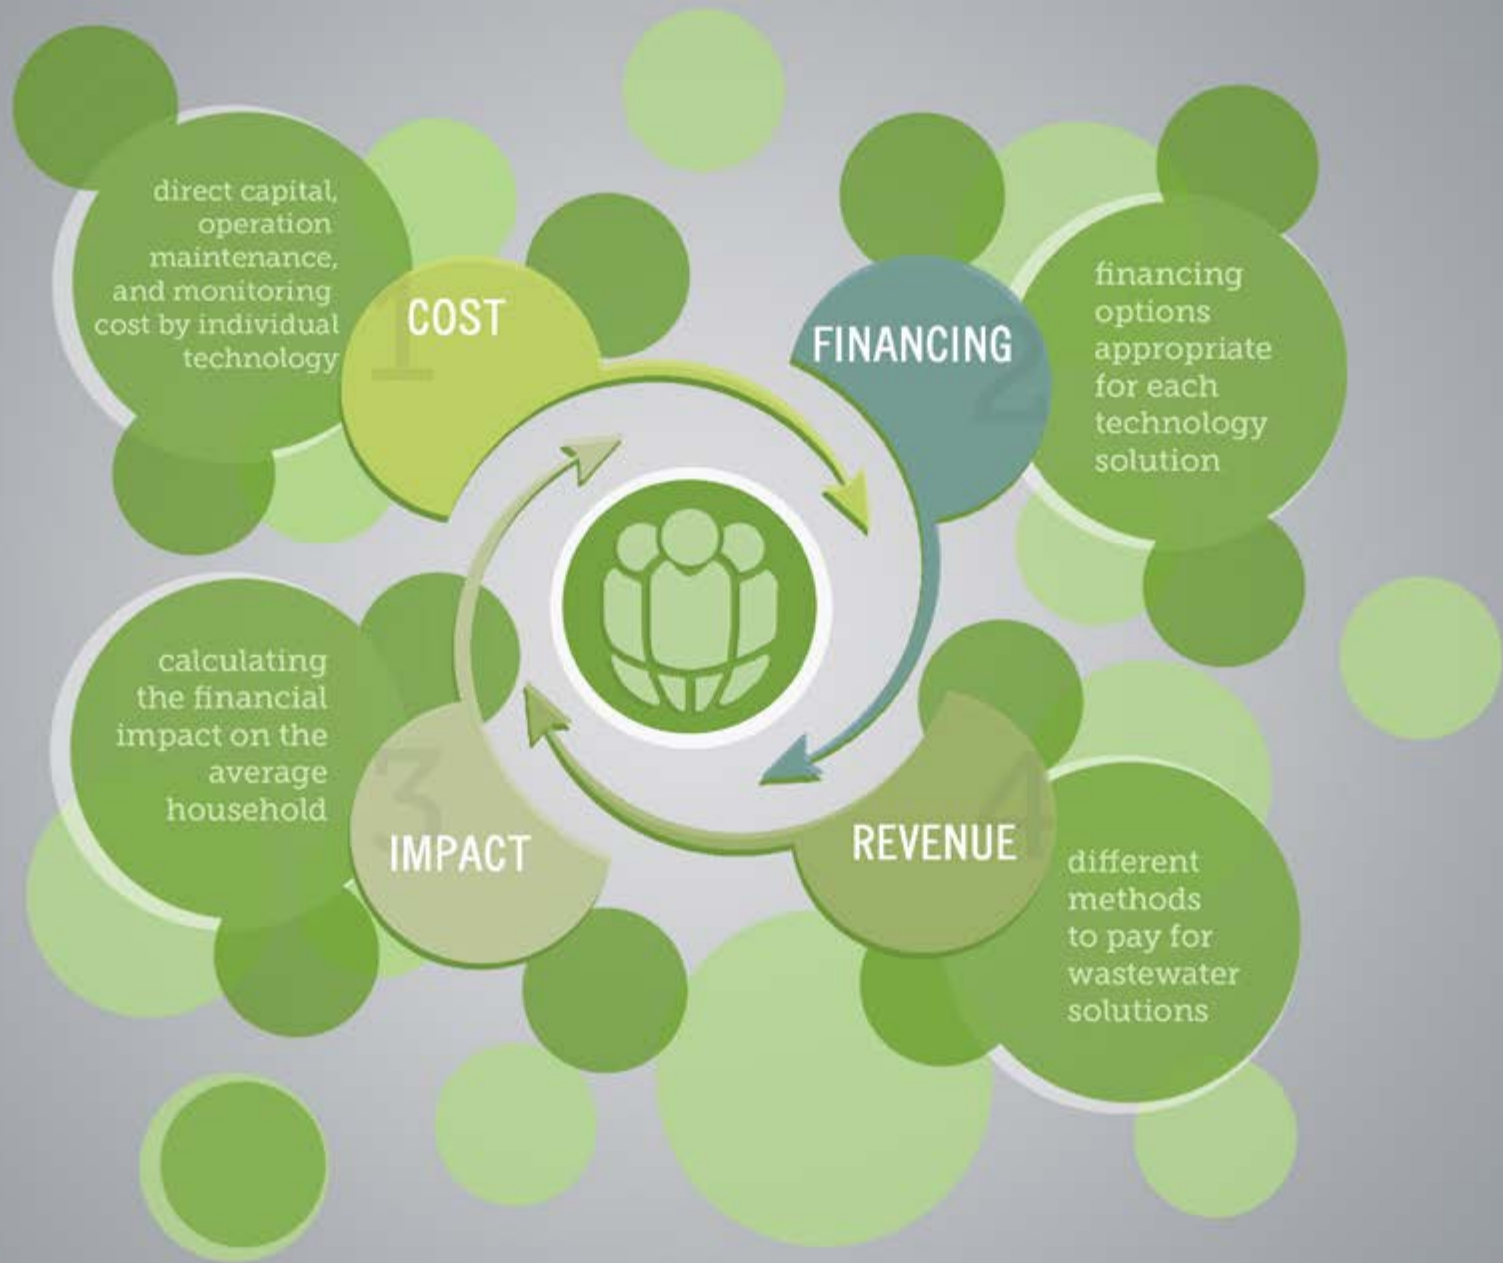 direct capital,
operation
maintenance,
and monitoring
cost by individual
technology
1
COST
FINANCING
2
financing
options
appropriate
for each
technology
solution
calculating
the financial
impact on the
average
household
3
IMPACT
REVENUE
4
different
methods
to pay for
wastewater
solutions